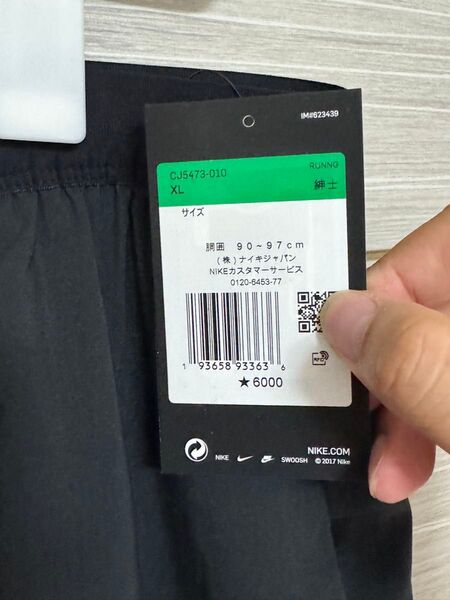 IM#623439
CJ5473-010 RUNNG
XL 紳士
サイズ
胴囲 90~97cm
(株)ナイキジャパン
NIKEカスタマーサービス
0120-6453-77
1 93658 93363 6
★6000
RFID
NIKE.COM
NIKE SWOOSH © 2017 Nike